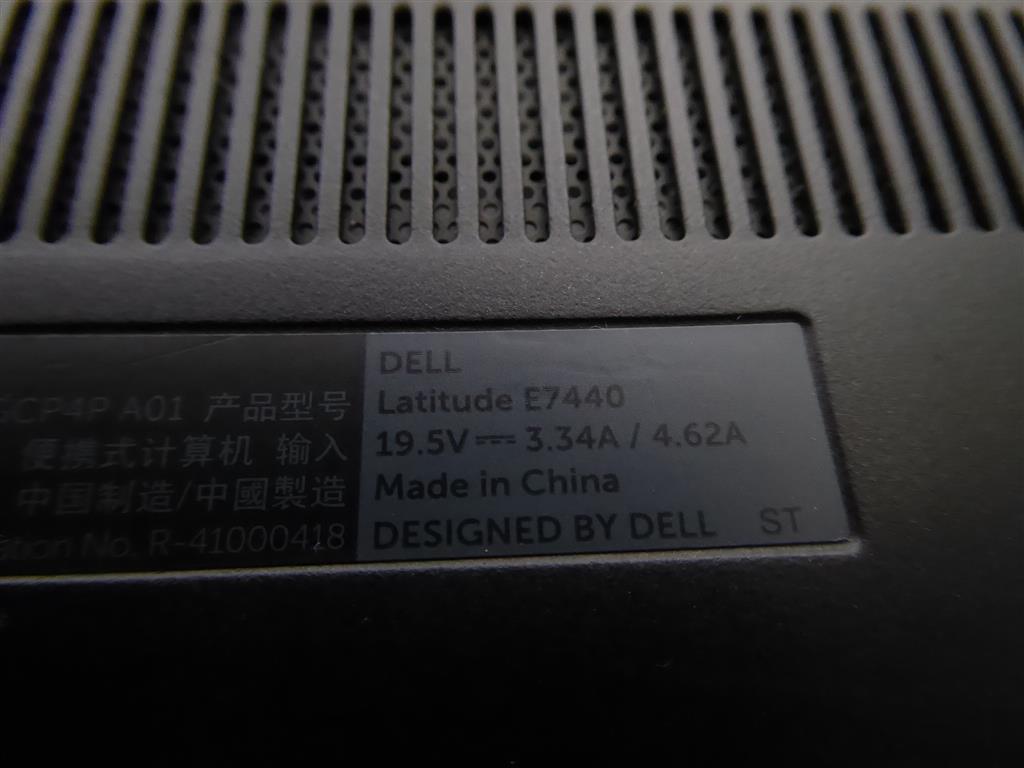 DELL
Latitude E7440
19.5V ⎓ 3.34A / 4.62A
Made in China
DESIGNED BY DELL ST
A01 产品型号
便携式计算机 输入
中国制造/中國製造
No. R-41000418